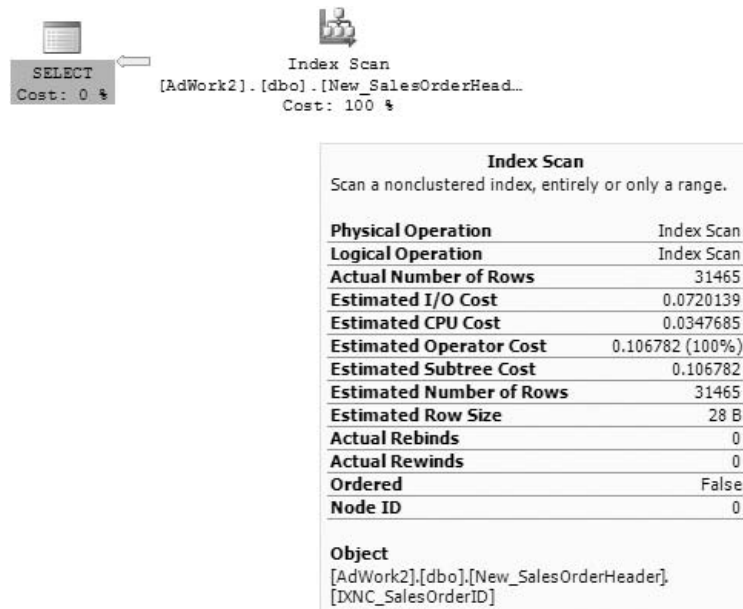 SELECT
Cost: 0 %
Index Scan
[AdWork2].[dbo].[New_SalesOrderHead…
Cost: 100 %
Index Scan
Scan a nonclustered index, entirely or only a range.
Physical Operation Index Scan
Logical Operation Index Scan
Actual Number of Rows 31465
Estimated I/O Cost 0.0720139
Estimated CPU Cost 0.0347685
Estimated Operator Cost 0.106782 (100%)
Estimated Subtree Cost 0.106782
Estimated Number of Rows 31465
Estimated Row Size 28 B
Actual Rebinds 0
Actual Rewinds 0
Ordered False
Node ID 0
Object
[AdWork2].[dbo].[New_SalesOrderHeader].
[IXNC_SalesOrderID]